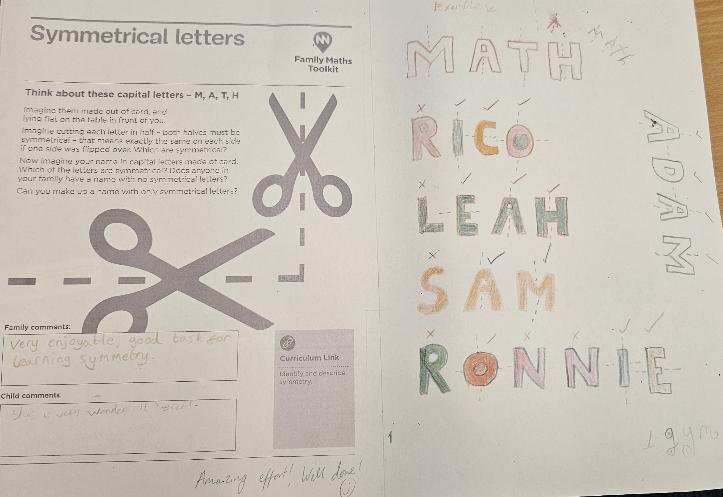 Symmetrical letters
Family Maths
Toolkit
Think about these capital letters – M, A, T, H
Imagine them made out of card, and
lying flat on the table in front of you.
Imagine cutting each letter in half – both halves must be
symmetrical – that means exactly the same on each side
if one side was flipped over. Which are symmetrical?
Now imagine your name in capital letters made of card.
Which of the letters are symmetrical? Does anyone in
your family have a name with no symmetrical letters?
Can you make up a name with only symmetrical letters?
Family comments:
Very enjoyable, good task for
learning symmetry.
Child comments:
Curriculum Link
Identify and describe
symmetry.
Amazing effort! Well done!
MATH
MATH
RICO
LEAH
SAM
RONNIE
ADAM